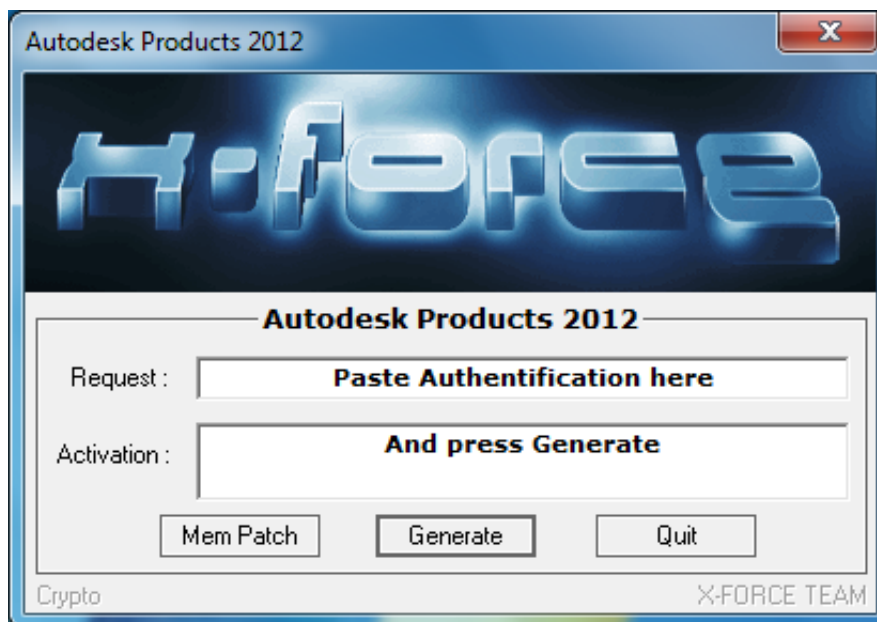 Autodesk Products 2012
X-force
Autodesk Products 2012
Request :
Paste Authentification here
Activation :
And press Generate
Mem Patch
Generate
Quit
Crypto
X-FORCE TEAM